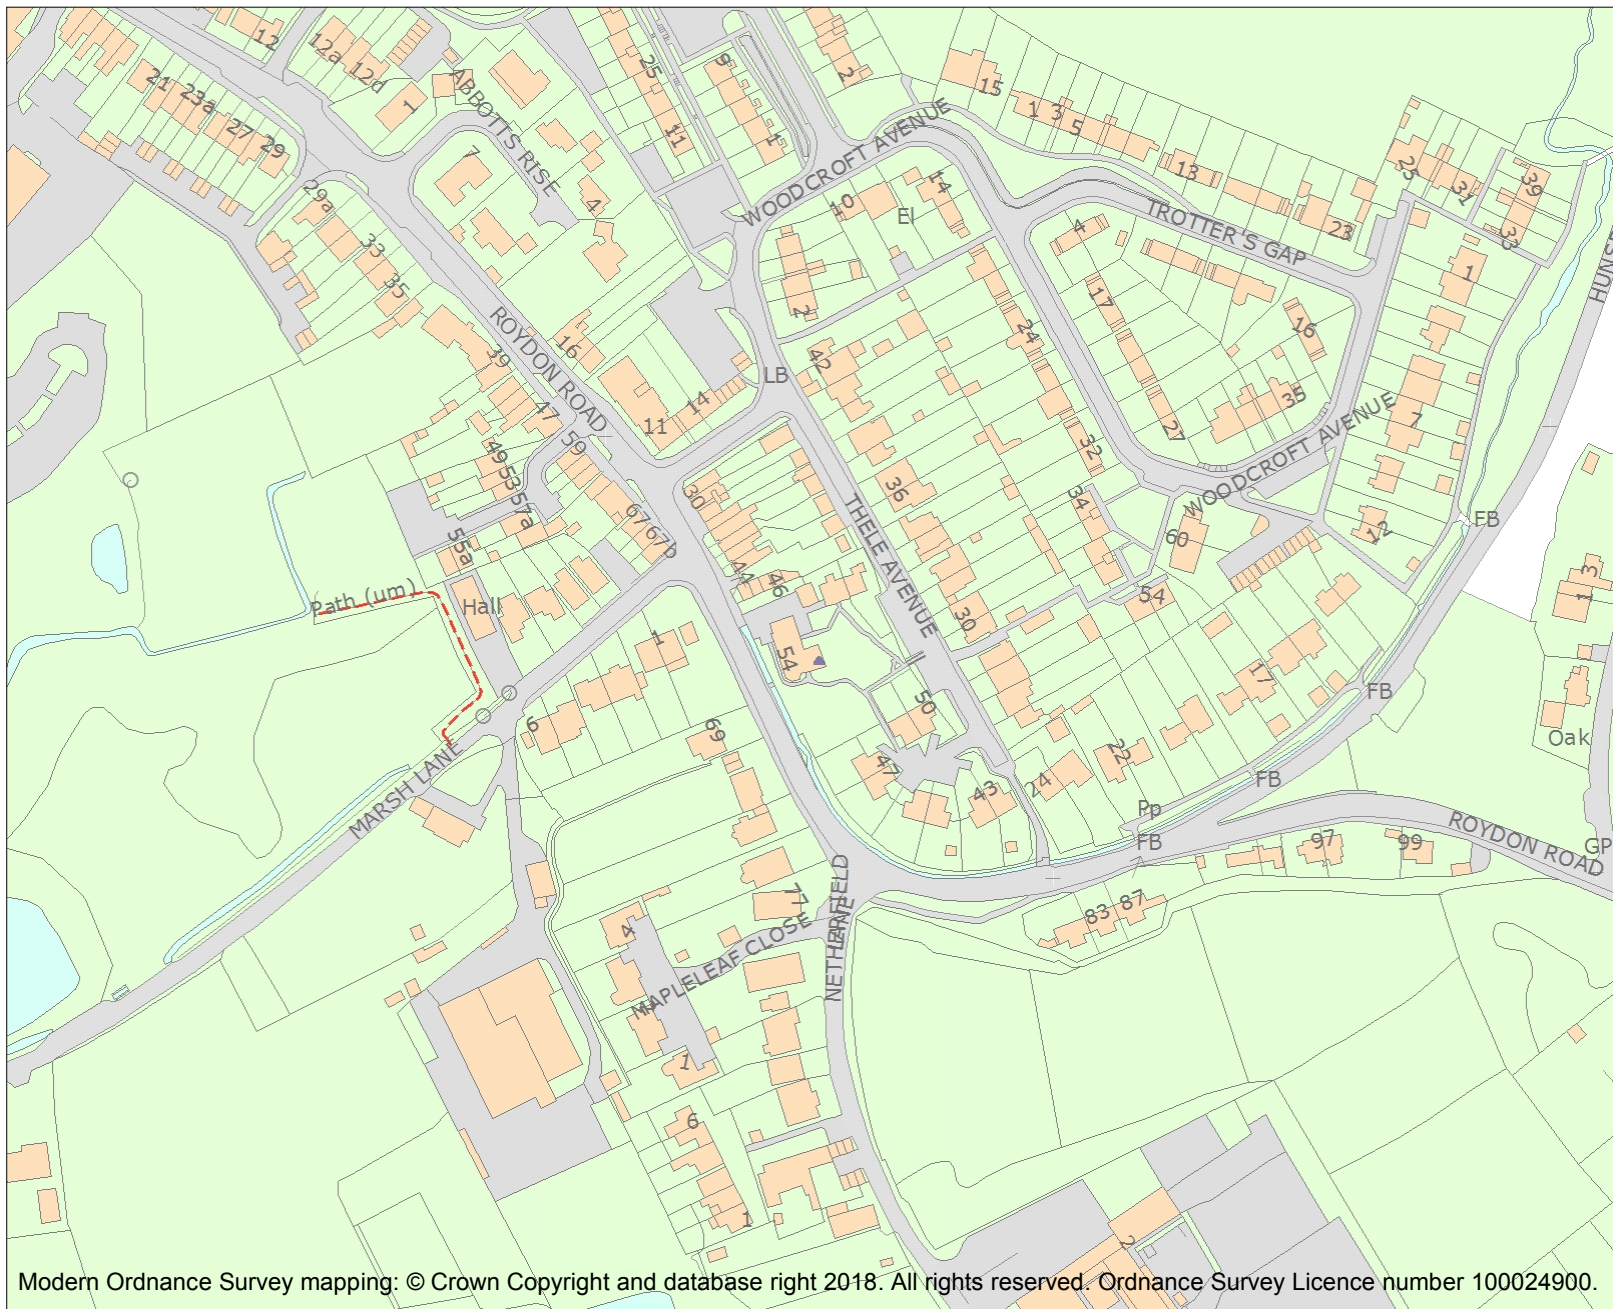 12
12a
12d
21
23a
27
29
1
ABBOTTS RISE
25
11
9
1
2
15
1 3 5
13
WOODCROFT AVENUE
7
4
29a
33
35
10
14
El
TROTTER'S GAP
4
23
25
31
39
33
1
17
16
2
24
ROYDON ROAD
16
39
47
14
11
LB
42
35
WOODCROFT AVENUE
7
27
32
34
49
53
57a
59
55a
67
67b
30
44
46
THELE AVENUE
36
30
60
54
12
FB
Path (um)
Hall
1
54
50
17
FB
3
1
Oak
6
69
47
43
24
22
FB
Pp
FB
MARSH LANE
97
99
ROYDON ROAD
GP
77
83
87
4
MAPLELEAF CLOSE
NETHERFIELD
LANE
1
6
1
2
Modern Ordnance Survey mapping: © Crown Copyright and database right 2018. All rights reserved. Ordnance Survey Licence number 100024900.